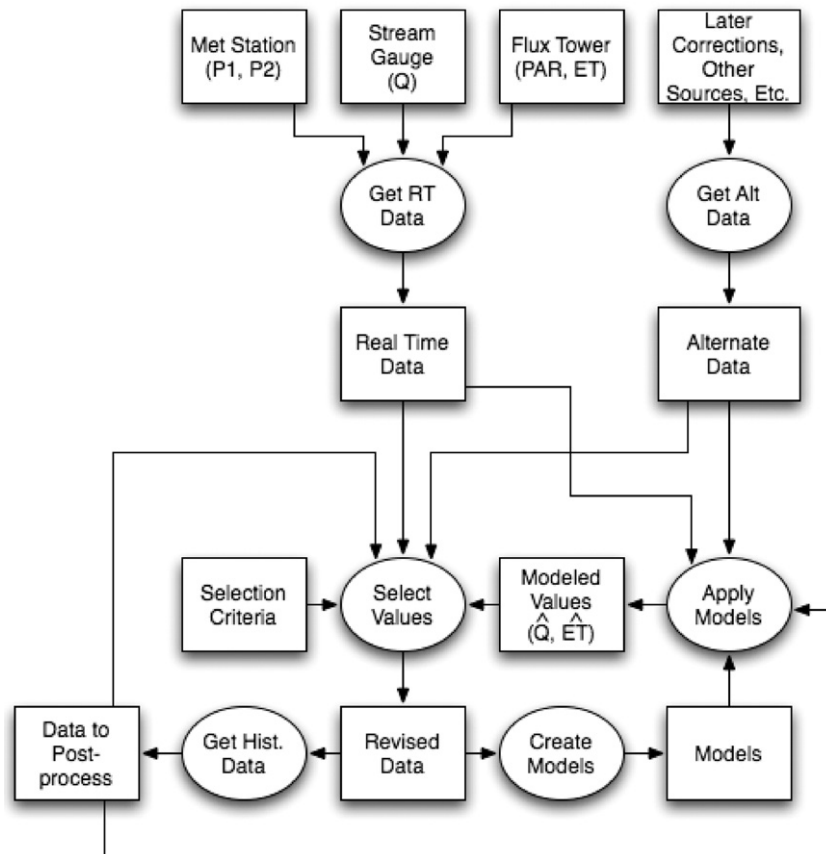 Met Station
(P1, P2)
Stream
Gauge
(Q)
Flux Tower
(PAR, ET)
Later
Corrections,
Other
Sources, Etc.
Get RT
Data
Get Alt
Data
Real Time
Data
Alternate
Data
Selection
Criteria
Select
Values
Modeled
Values
(Q̂, ET̂)
Apply
Models
Data to
Post-
process
Get Hist.
Data
Revised
Data
Create
Models
Models